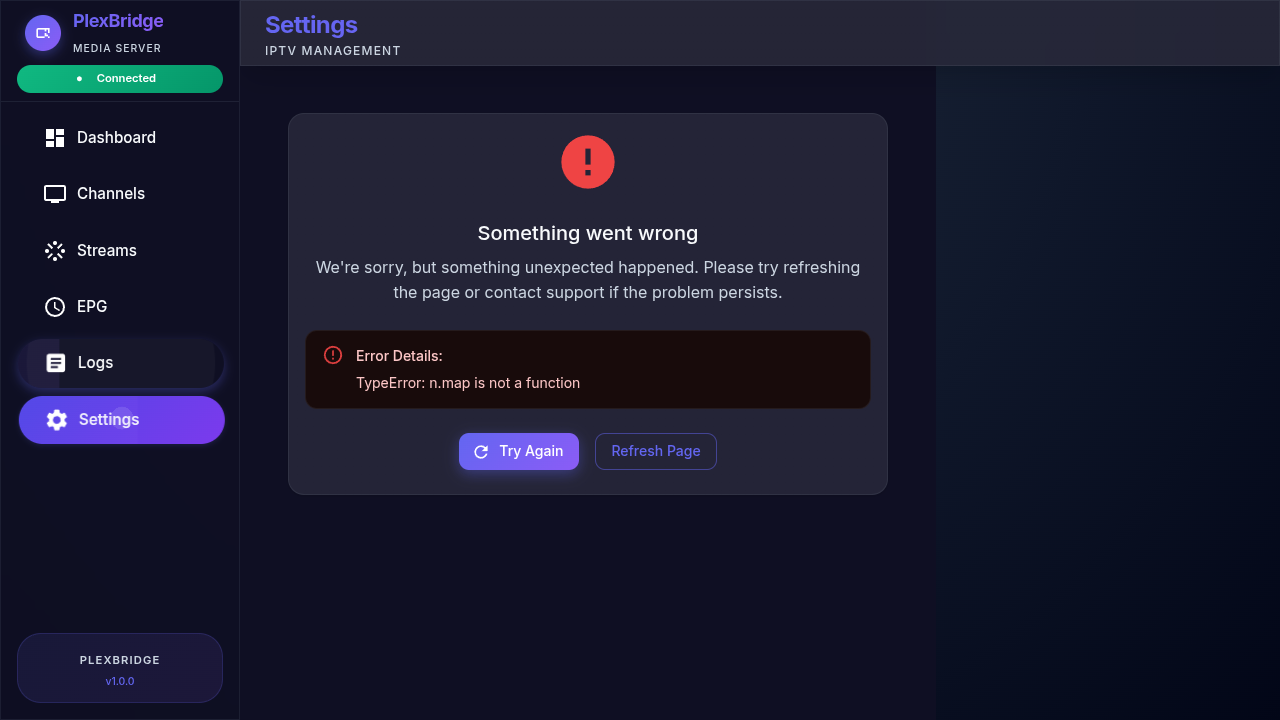 PlexBridge
MEDIA SERVER
Connected
Dashboard
Channels
Streams
EPG
Logs
Settings
PLEXBRIDGE
v1.0.0
Settings
IPTV MANAGEMENT
Something went wrong
We're sorry, but something unexpected happened. Please try refreshing
the page or contact support if the problem persists.
Error Details:
TypeError: n.map is not a function
Try Again
Refresh Page